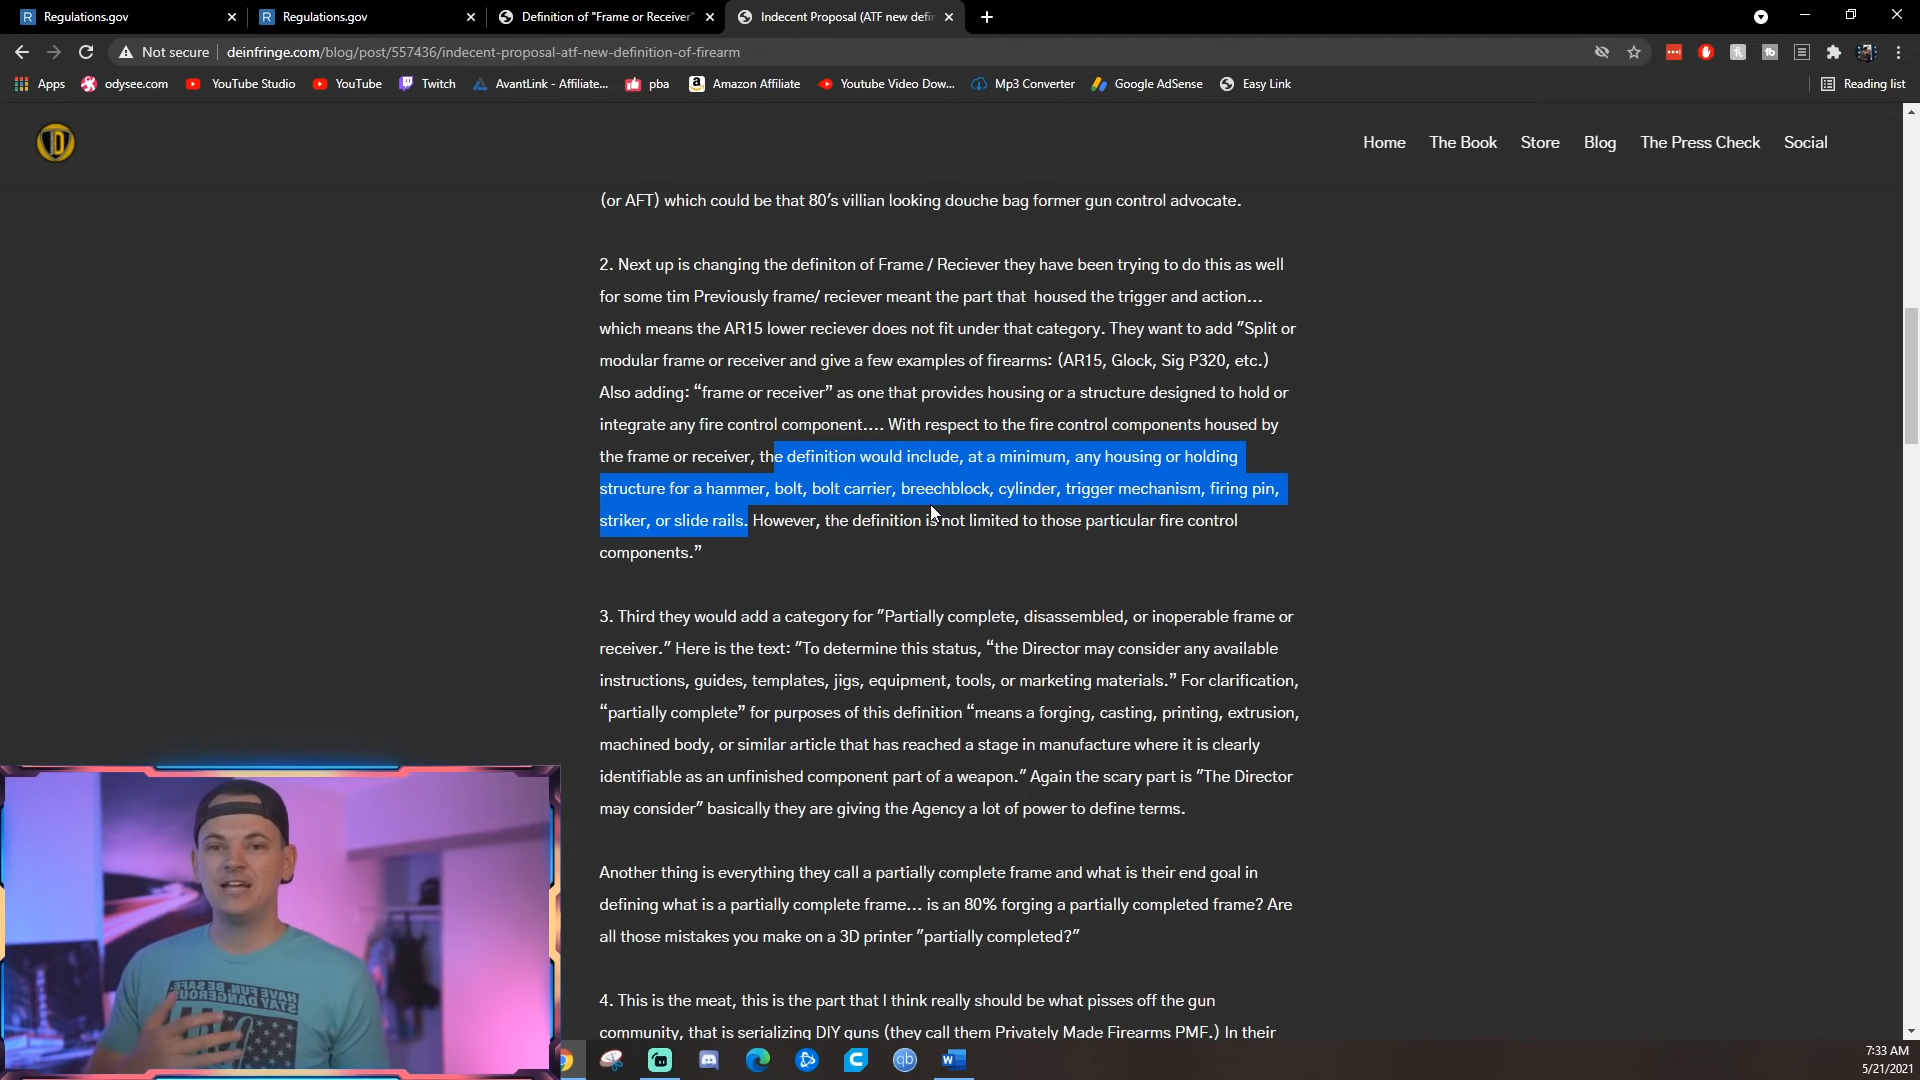 Regulations.gov
Regulations.gov
Definition of "Frame or Receiver"
Indecent Proposal (ATF new defin
Not secure
deinfringe.com/blog/post/557436/indecent-proposal-atf-new-definition-of-firearm
Apps
odysee.com
YouTube Studio
YouTube
Twitch
AvantLink - Affiliate...
pba
Amazon Affiliate
Youtube Video Dow...
Mp3 Converter
Google AdSense
Easy Link
Reading list
Home
The Book
Store
Blog
The Press Check
Social
(or AFT) which could be that 80's villian looking douche bag former gun control advocate.
2. Next up is changing the definiton of Frame / Reciever they have been trying to do this as well
for some tim Previously frame/ reciever meant the part that housed the trigger and action...
which means the AR15 lower reciever does not fit under that category. They want to add "Split or
modular frame or receiver and give a few examples of firearms: (AR15, Glock, Sig P320, etc.)
Also adding: “frame or receiver” as one that provides housing or a structure designed to hold or
integrate any fire control component.... With respect to the fire control components housed by
the frame or receiver, the definition would include, at a minimum, any housing or holding
structure for a hammer, bolt, bolt carrier, breechblock, cylinder, trigger mechanism, firing pin,
striker, or slide rails. However, the definition is not limited to those particular fire control
components.”
3. Third they would add a category for "Partially complete, disassembled, or inoperable frame or
receiver." Here is the text: "To determine this status, “the Director may consider any available
instructions, guides, templates, jigs, equipment, tools, or marketing materials.” For clarification,
“partially complete” for purposes of this definition “means a forging, casting, printing, extrusion,
machined body, or similar article that has reached a stage in manufacture where it is clearly
identifiable as an unfinished component part of a weapon.” Again the scary part is "The Director
may consider" basically they are giving the Agency a lot of power to define terms.
Another thing is everything they call a partially complete frame and what is their end goal in
defining what is a partially complete frame... is an 80% forging a partially completed frame? Are
all those mistakes you make on a 3D printer "partially completed?"
4. This is the meat, this is the part that I think really should be what pisses off the gun
community, that is serializing DIY guns (they call them Privately Made Firearms PMF.) In their
HAVE FUN, BE SAFE,
STAY DANGEROUS
7:33 AM
5/21/2021